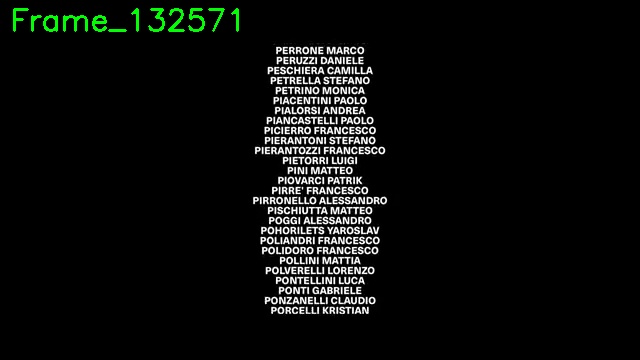 Frame_132571
PERRONE MARCO
PERUZZI DANIELE
PESCHIERA CAMILLA
PETRELLA STEFANO
PETRINO MONICA
PIACENTINI PAOLO
PIALORSI ANDREA
PIANCASTELLI PAOLO
PICIERRO FRANCESCO
PIERANTONI STEFANO
PIERANTOZZI FRANCESCO
PIETORRI LUIGI
PINI MATTEO
PIOVARCI PATRIK
PIRRE' FRANCESCO
PIRRONELLO ALESSANDRO
PISCHIUTTA MATTEO
POGGI ALESSANDRO
POHORILETS YAROSLAV
POLIANDRI FRANCESCO
POLIDORO FRANCESCO
POLLINI MATTIA
POLVERELLI LORENZO
PONTELLINI LUCA
PONTI GABRIELE
PONZANELLI CLAUDIO
PORCELLI KRISTIAN